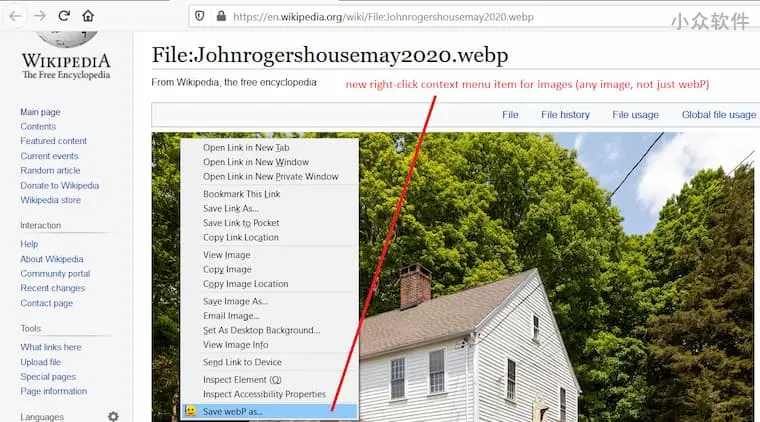 https://en.wikipedia.org/wiki/File:Johnrogershousemay2020.webp
小众软件
WIKIPEDIA
The Free Encyclopedia
File:Johnrogershousemay2020.webp
From Wikipedia, the free encyclopedia
new right-click context menu item for images (any image, not just webP)
File
File history
File usage
Global file usage
Main page
Contents
Featured content
Current events
Random article
Donate to Wikipedia
Wikipedia store
Interaction
Help
About Wikipedia
Community portal
Recent changes
Contact page
Tools
What links here
Upload file
Special pages
Page information
Languages
Open Link in New Tab
Open Link in New Window
Open Link in New Private Window
Bookmark This Link
Save Link As...
Save Link to Pocket
Copy Link Location
View Image
Copy Image
Copy Image Location
Save Image As...
Email Image...
Set As Desktop Background...
View Image Info
Send Link to Device
Inspect Element (Q)
Inspect Accessibility Properties
Save webP as...